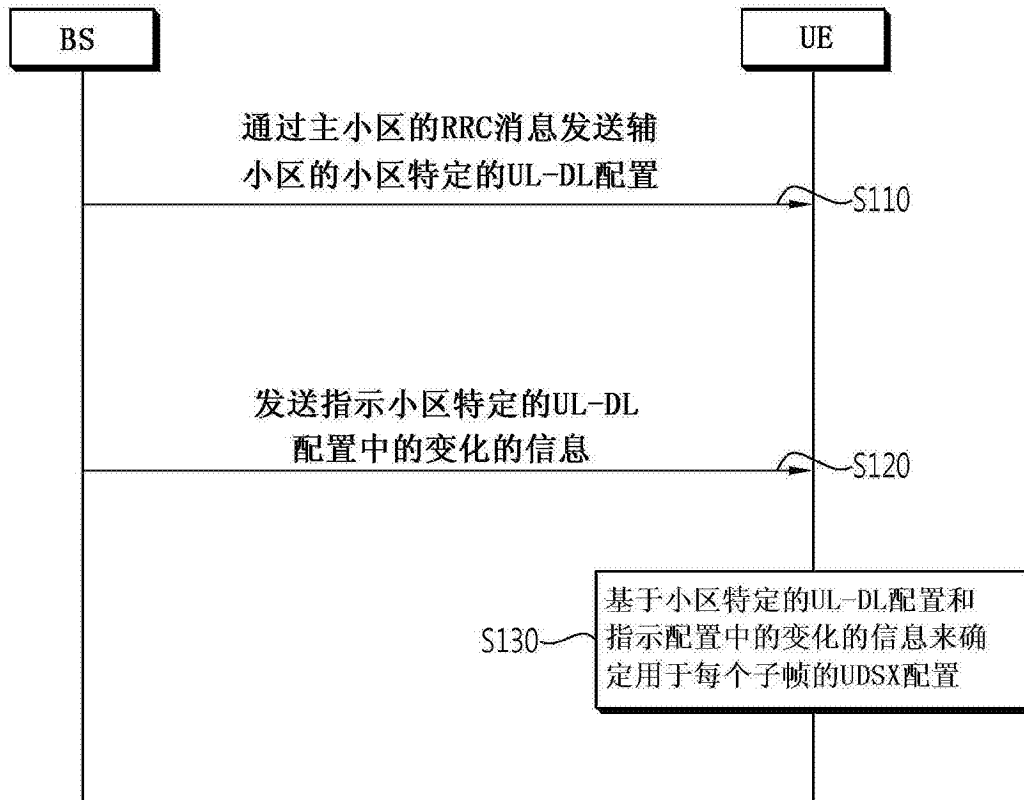 BS
UE
通过主小区的RRC消息发送辅
小区的小区特定的UL-DL配置
S110
发送指示小区特定的UL-DL
配置中的变化的信息
S120
基于小区特定的UL-DL配置和
指示配置中的变化的信息来确
定用于每个子帧的UDSX配置
S130